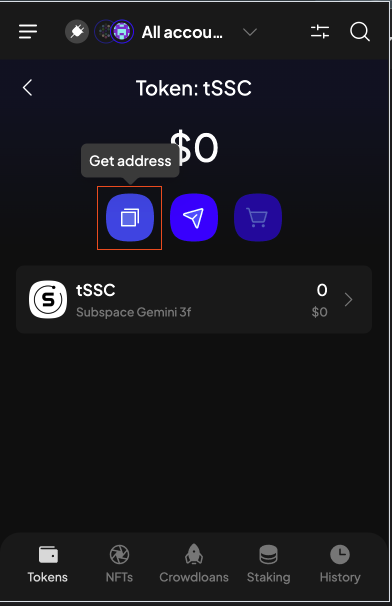 All accou...
Token: tSSC
$0
Get address
tSSC
0
Subspace Gemini 3f
$0
Tokens
NFTs
Crowdloans
Staking
History